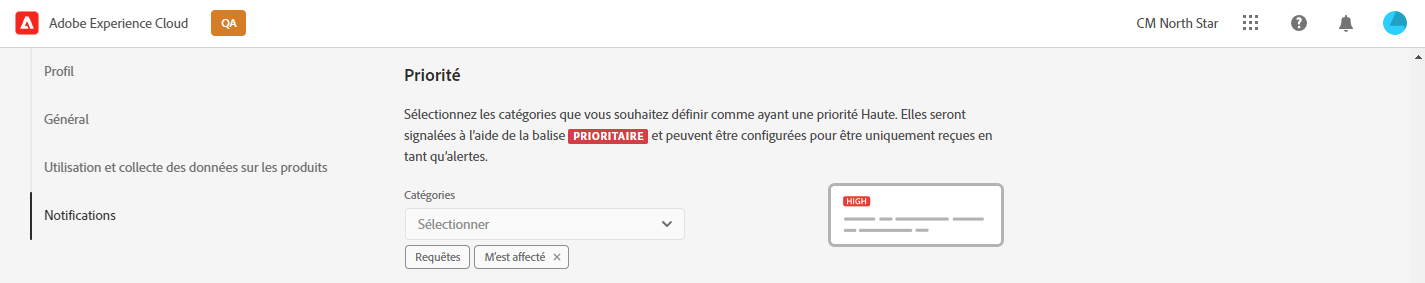 Adobe Experience Cloud
QA
CM North Star
Profil
Général
Utilisation et collecte des données sur les produits
Notifications
Priorité
Sélectionnez les catégories que vous souhaitez définir comme ayant une priorité Haute. Elles seront
signalées à l'aide de la balise PRIORITAIRE et peuvent être configurées pour être uniquement reçues en
tant qu'alertes.
Catégories
Sélectionner
Requêtes
M'est affecté
HIGH